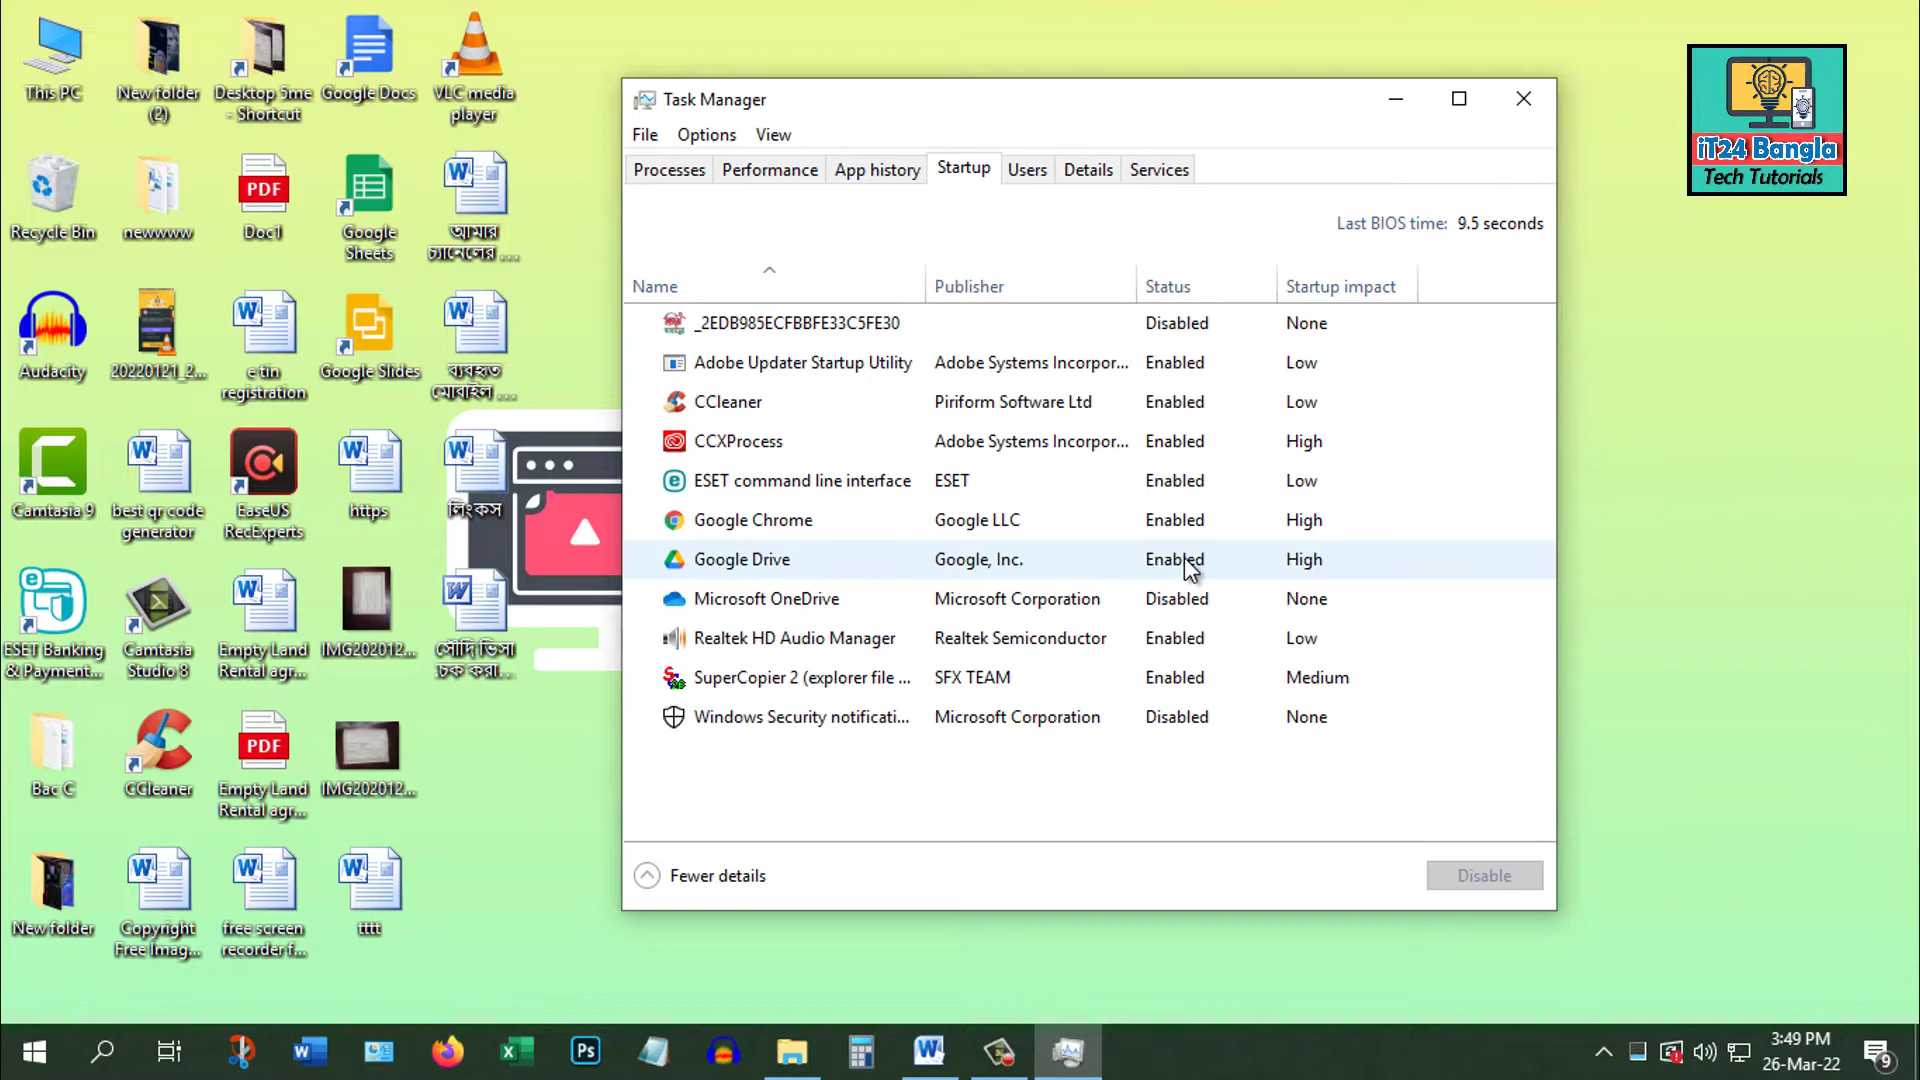 This PC
New folder
(2)
Desktop 5me
- Shortcut
Google Docs
VLC media
player
Recycle Bin
newwww
Doc1
Google
Sheets
আমার
চ্যানেলের ...
Audacity
20220121_2...
e tin
registration
Google Slides
ব্যবহৃত
মোবাইল ...
Camtasia 9
best qr code
generator
EaseUS
RecExperts
https
লিংকস
ESET Banking
& Payment...
Camtasia
Studio 8
Empty Land
Rental agr...
IMG202012...
সৌদি ভিসা
চক করা...
Bac C
CCleaner
PDF
Empty Land
Rental agr...
IMG202012...
New folder
Copyright
Free Imag...
free screen
recorder f...
tttt
Task Manager
File Options View
Processes Performance App history Startup Users Details Services
Last BIOS time: 9.5 seconds
Name Publisher Status Startup impact
_2EDB985ECFBBFE33C5FE30 Disabled None
Adobe Updater Startup Utility Adobe Systems Incorpor... Enabled Low
CCleaner Piriform Software Ltd Enabled Low
CCXProcess Adobe Systems Incorpor... Enabled High
ESET command line interface ESET Enabled Low
Google Chrome Google LLC Enabled High
Google Drive Google, Inc. Enabled High
Microsoft OneDrive Microsoft Corporation Disabled None
Realtek HD Audio Manager Realtek Semiconductor Enabled Low
SuperCopier 2 (explorer file ... SFX TEAM Enabled Medium
Windows Security notificati... Microsoft Corporation Disabled None
Fewer details
Disable
iT24 Bangla
Tech Tutorials
3:49 PM
26-Mar-22
9